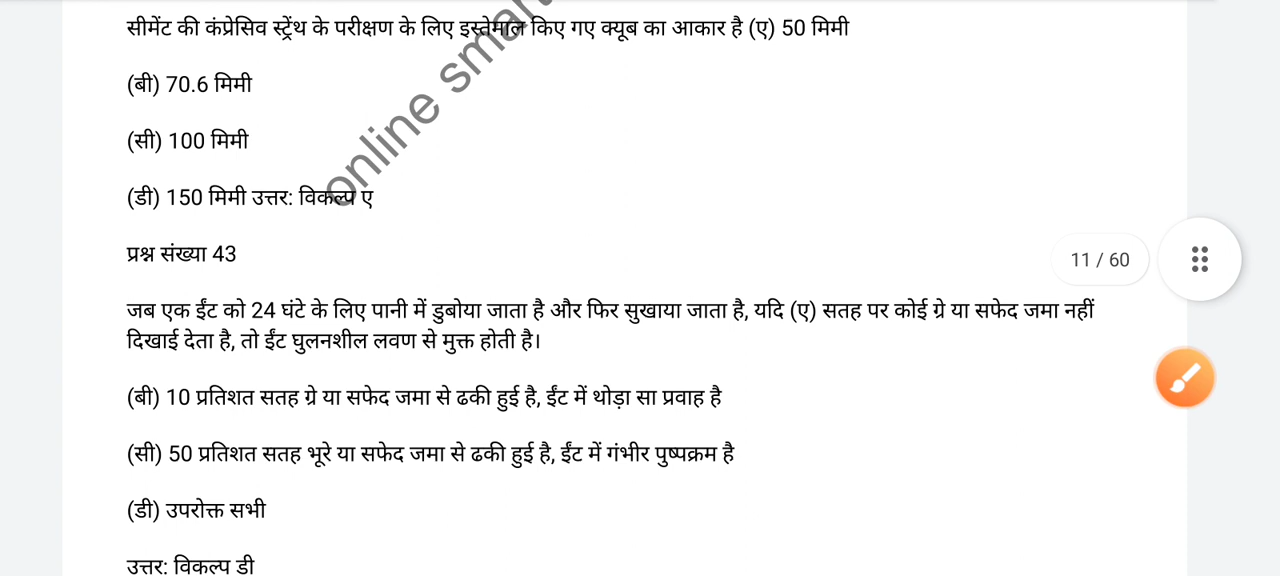 सीमेंट की कंप्रेसिव स्ट्रेंथ के परीक्षण के लिए इस्तेमाल किए गए क्यूब का आकार है (ए) 50 मिमी
(बी) 70.6 मिमी
(सी) 100 मिमी
(डी) 150 मिमी उत्तर: विकल्प ए
online smar
प्रश्न संख्या 43
11 / 60
जब एक ईंट को 24 घंटे के लिए पानी में डुबोया जाता है और फिर सुखाया जाता है, यदि (ए) सतह पर कोई ग्रे या सफेद जमा नहीं
दिखाई देता है, तो ईंट घुलनशील लवण से मुक्त होती है।
(बी) 10 प्रतिशत सतह ग्रे या सफेद जमा से ढकी हुई है, ईंट में थोड़ा सा प्रवाह है
(सी) 50 प्रतिशत सतह भूरे या सफेद जमा से ढकी हुई है, ईंट में गंभीर पुष्पक्रम है
(डी) उपरोक्त सभी
उत्तर: विकल्प डी